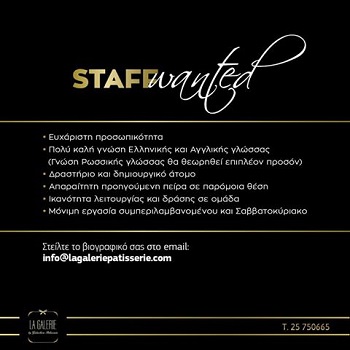 STAFF wanted
• Ευχάριστη προσωπικότητα
• Πολύ καλή γνώση Ελληνικής και Αγγλικής γλώσσας
(Γνώση Ρωσσικής γλώσσας θα θεωρηθεί επιπλέον προσόν)
• Δραστήριο και δημιουργικό άτομο
• Απαραίτητη προηγούμενη πείρα σε παρόμοια θέση
• Ικανότητα λειτουργίας και δράσης σε ομάδα
• Μόνιμη εργασία συμπεριλαμβανομένου και Σαββατοκύριακο
Στείλτε το βιογραφικό σας στο email:
info@lagaleriepatisserie.com
LA GALERIE
T. 25 750665